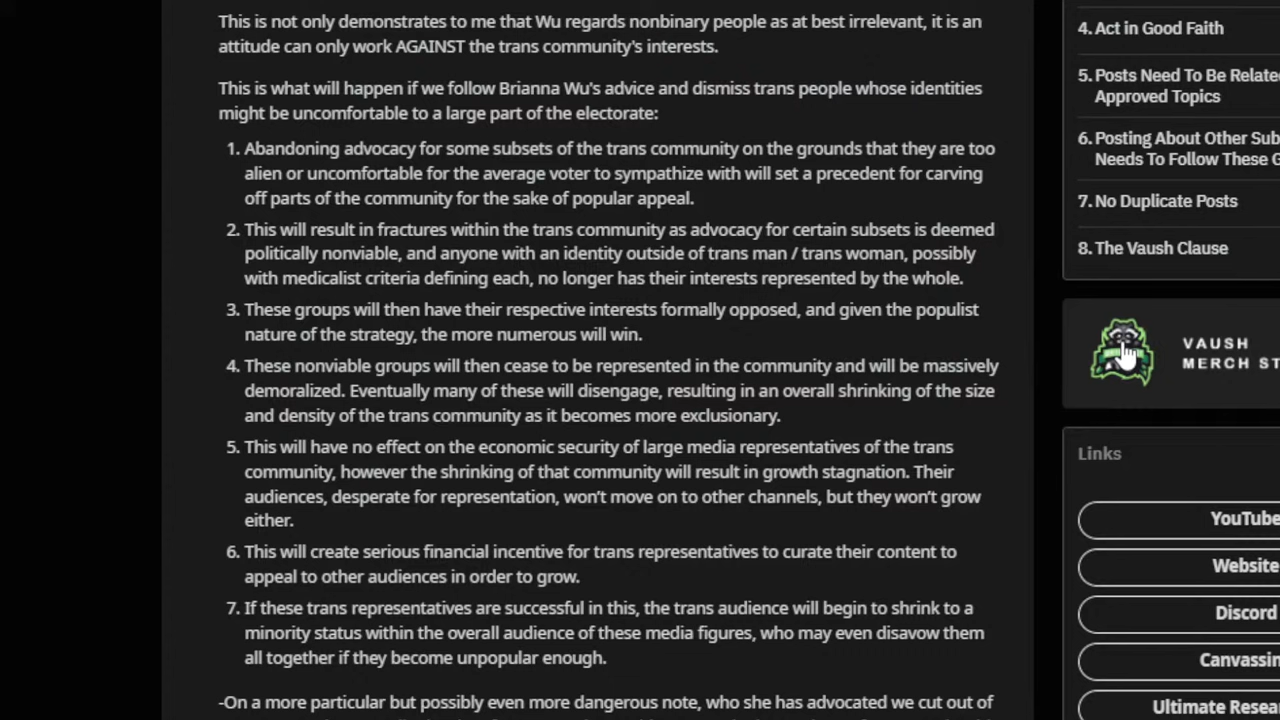 This is not only demonstrates to me that Wu regards nonbinary people as at best irrelevant, it is an
attitude can only work AGAINST the trans community's interests.
This is what will happen if we follow Brianna Wu's advice and dismiss trans people whose identities
might be uncomfortable to a large part of the electorate:
1. Abandoning advocacy for some subsets of the trans community on the grounds that they are too
alien or uncomfortable for the average voter to sympathize with will set a precedent for carving
off parts of the community for the sake of popular appeal.
2. This will result in fractures within the trans community as advocacy for certain subsets is deemed
politically nonviable, and anyone with an identity outside of trans man / trans woman, possibly
with medicalist criteria defining each, no longer has their interests represented by the whole.
3. These groups will then have their respective interests formally opposed, and given the populist
nature of the strategy, the more numerous will win.
4. These nonviable groups will then cease to be represented in the community and will be massively
demoralized. Eventually many of these will disengage, resulting in an overall shrinking of the size
and density of the trans community as it becomes more exclusionary.
5. This will have no effect on the economic security of large media representatives of the trans
community, however the shrinking of that community will result in growth stagnation. Their
audiences, desperate for representation, won't move on to other channels, but they won't grow
either.
6. This will create serious financial incentive for trans representatives to curate their content to
appeal to other audiences in order to grow.
7. If these trans representatives are successful in this, the trans audience will begin to shrink to a
minority status within the overall audience of these media figures, who may even disavow them
all together if they become unpopular enough.
-On a more particular but possibly even more dangerous note, who she has advocated we cut out of
4. Act in Good Faith
5. Posts Need To Be Relate
Approved Topics
6. Posting About Other Sub
Needs To Follow These G
7. No Duplicate Posts
8. The Vaush Clause
VAUSH
MERCH ST
Links
YouTube
Website
Discord
Canvassin
Ultimate Resea